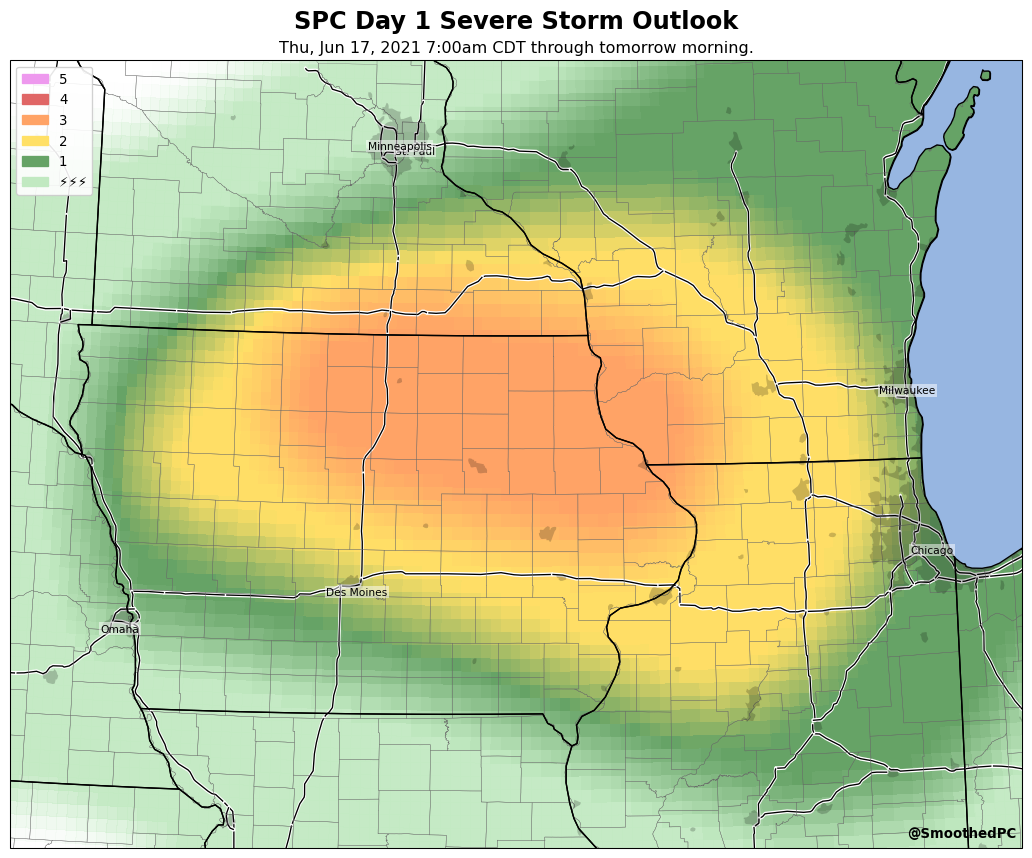 SPC Day 1 Severe Storm Outlook
Thu, Jun 17, 2021 7:00am CDT through tomorrow morning.
5
4
3
2
1
⚡⚡⚡
Minneapolis
St. Paul
Milwaukee
Chicago
Des Moines
Omaha
@SmoothedPC